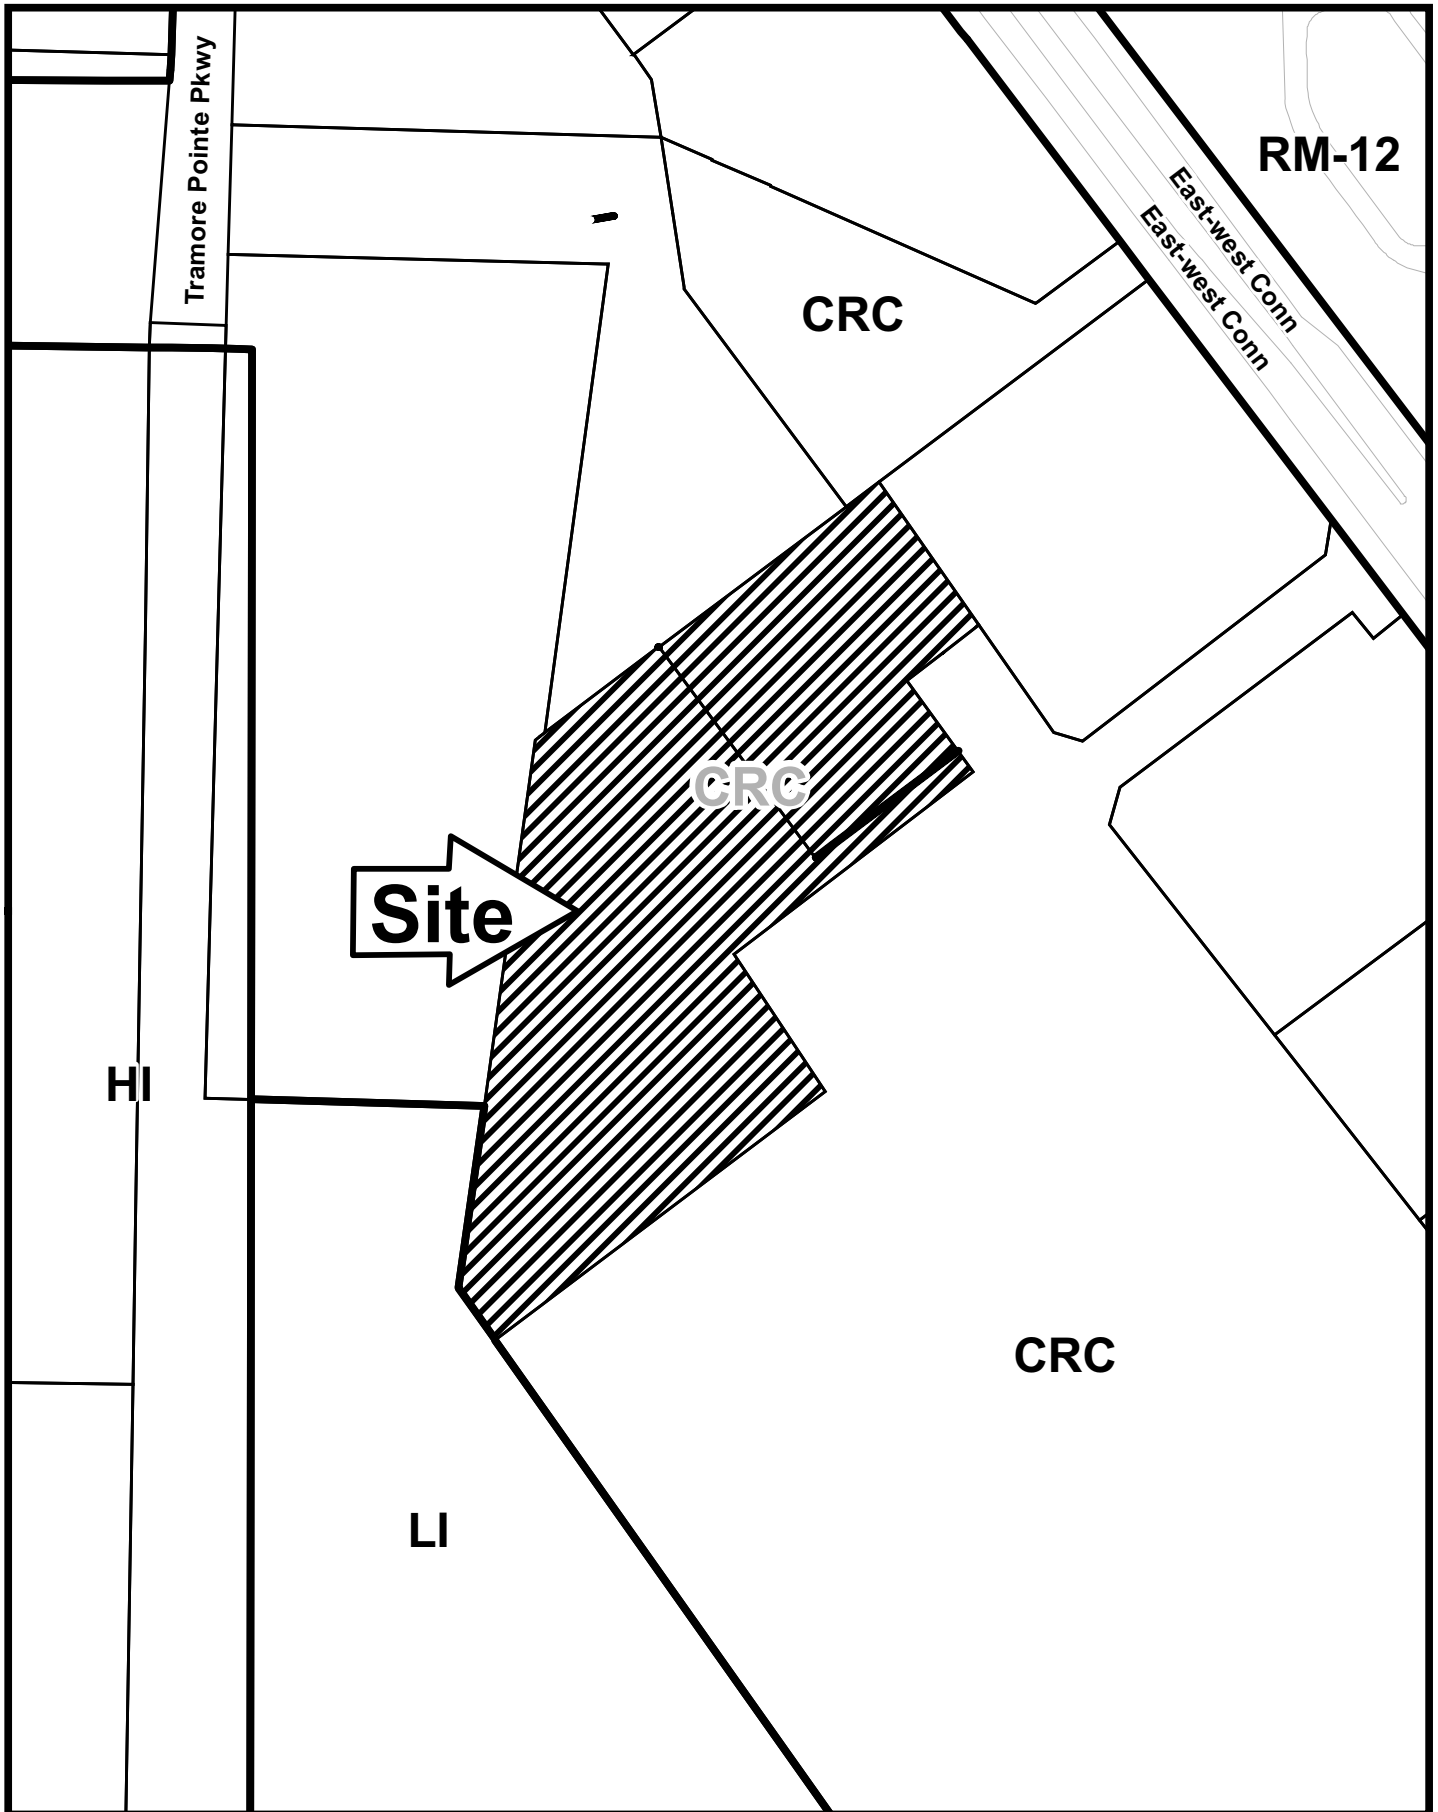 Tramore Pointe Pkwy
RM-12
East-west Conn
East-west Conn
CRC
CRC
Site
HI
CRC
LI